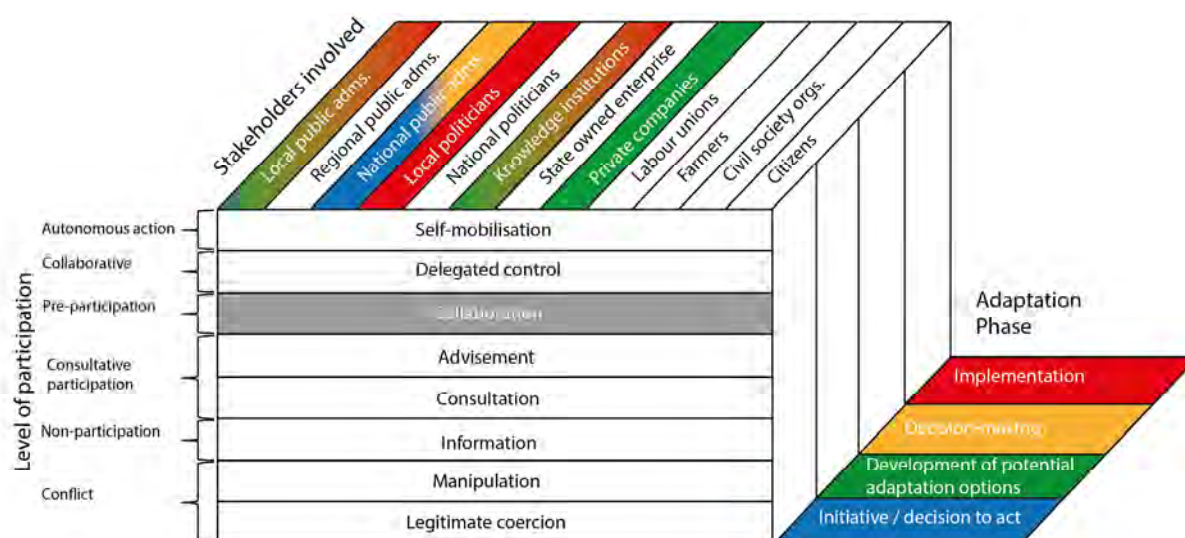 Stakeholders involved
Local public adms.
Regional public adms.
National public adms.
Local politicians
National politicians
Knowledge institutions
State owned enterprise
Private companies
Labour unions
Farmers
Civil society orgs.
Citizens
Level of participation
Autonomous action
Collaborative
Pre-participation
Consultative
participation
Non-participation
Conflict
Self-mobilisation
Delegated control
Collaboration
Advisement
Consultation
Information
Manipulation
Legitimate coercion
Adaptation
Phase
Implementation
Decision-making
Development of potential
adaptation options
Initiative / decision to act